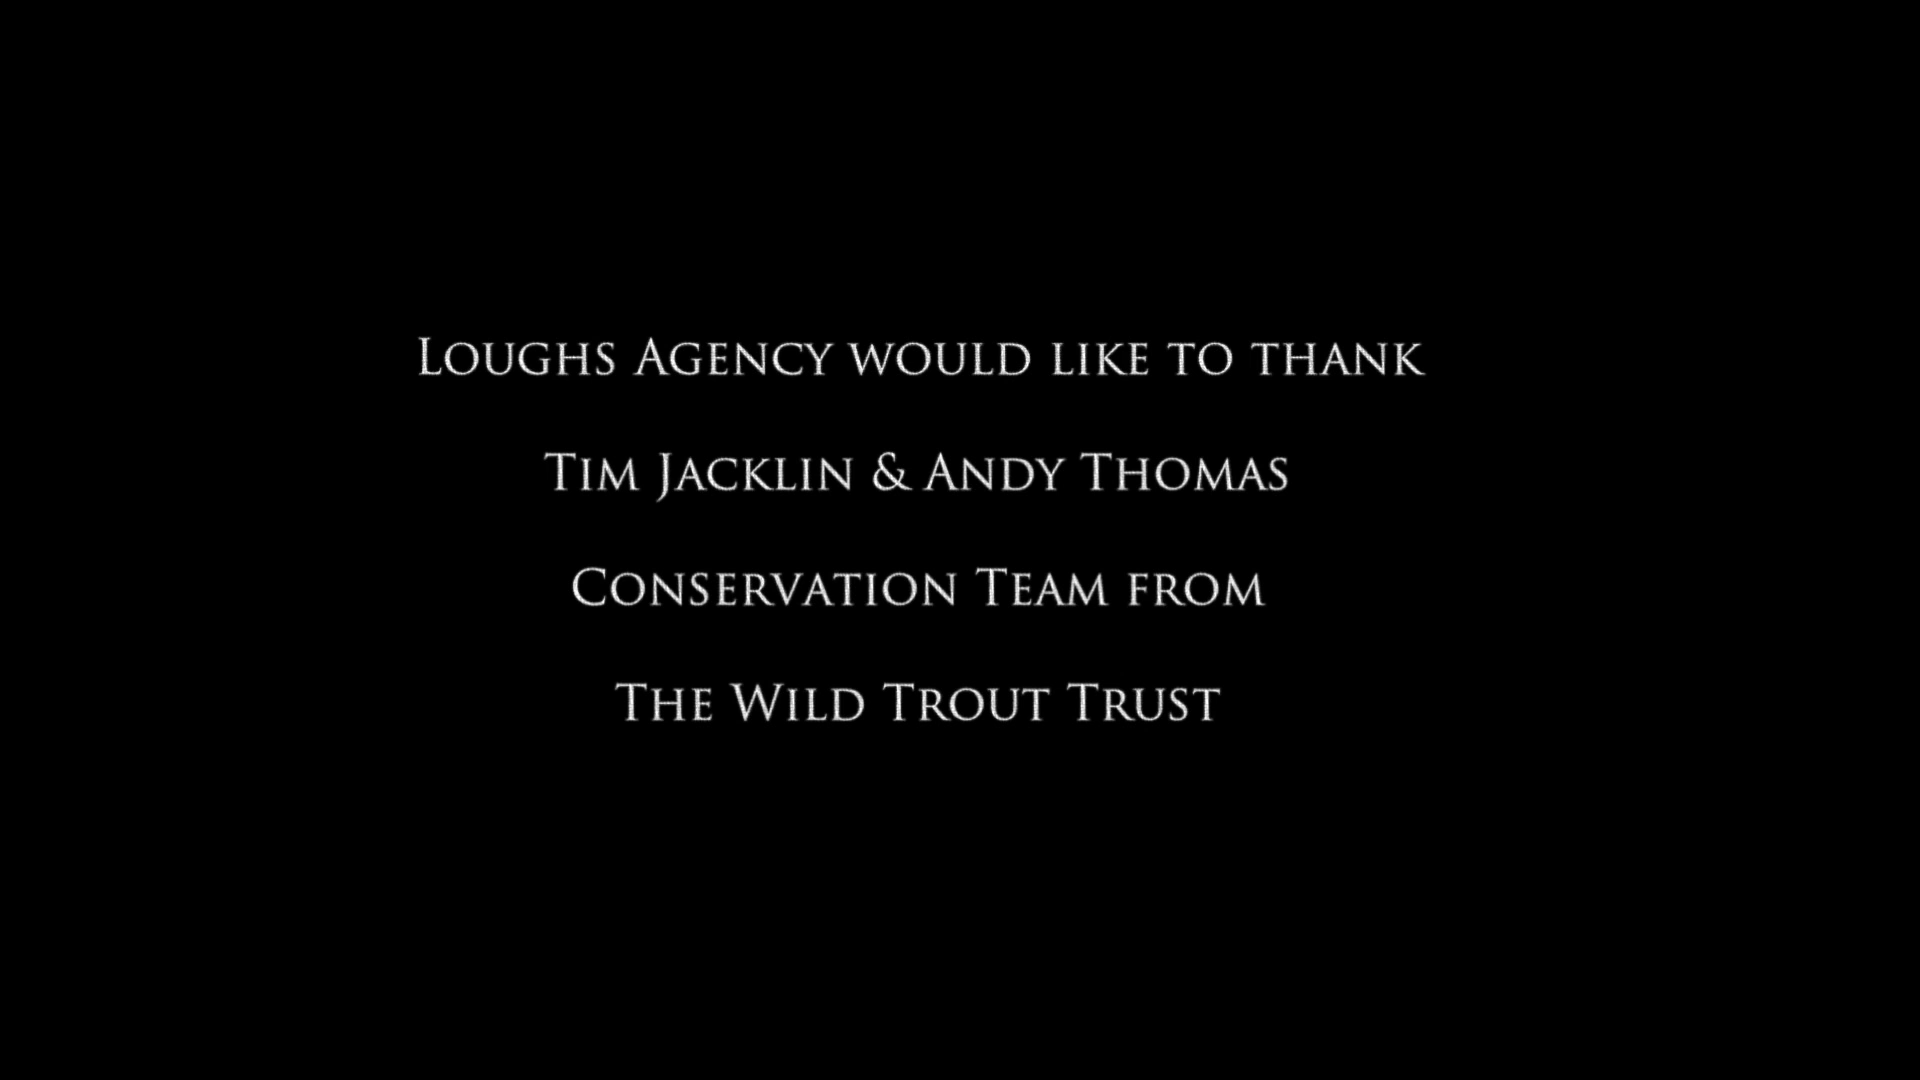 Loughs Agency would like to thank
Tim Jacklin & Andy Thomas
Conservation Team from
The Wild Trout Trust